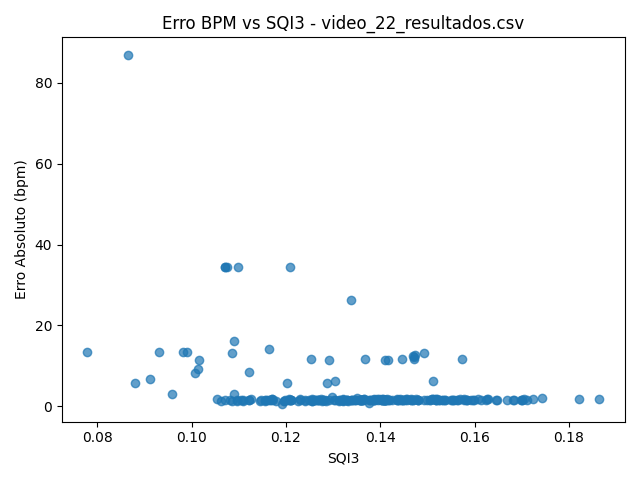 Erro BPM vs SQI3 - video_22_resultados.csv
Erro Absoluto (bpm)
80
60
40
20
0
0.08 0.10 0.12 0.14 0.16 0.18
SQI3